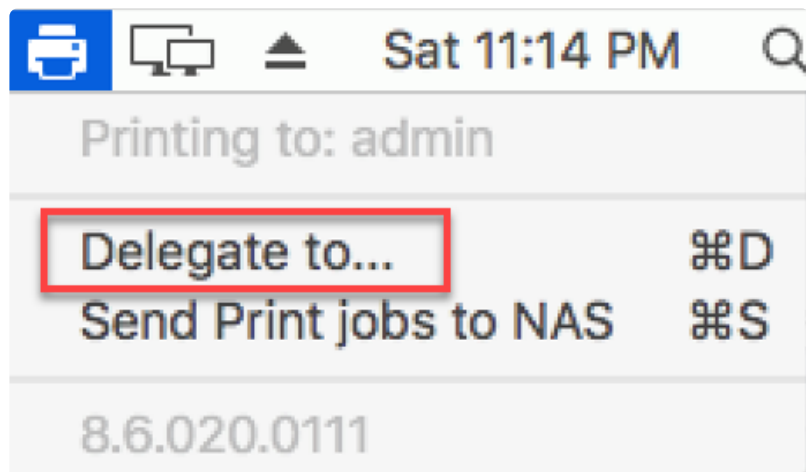 Sat 11:14 PM
Printing to: admin
Delegate to... ⌘D
Send Print jobs to NAS ⌘S
8.6.020.0111